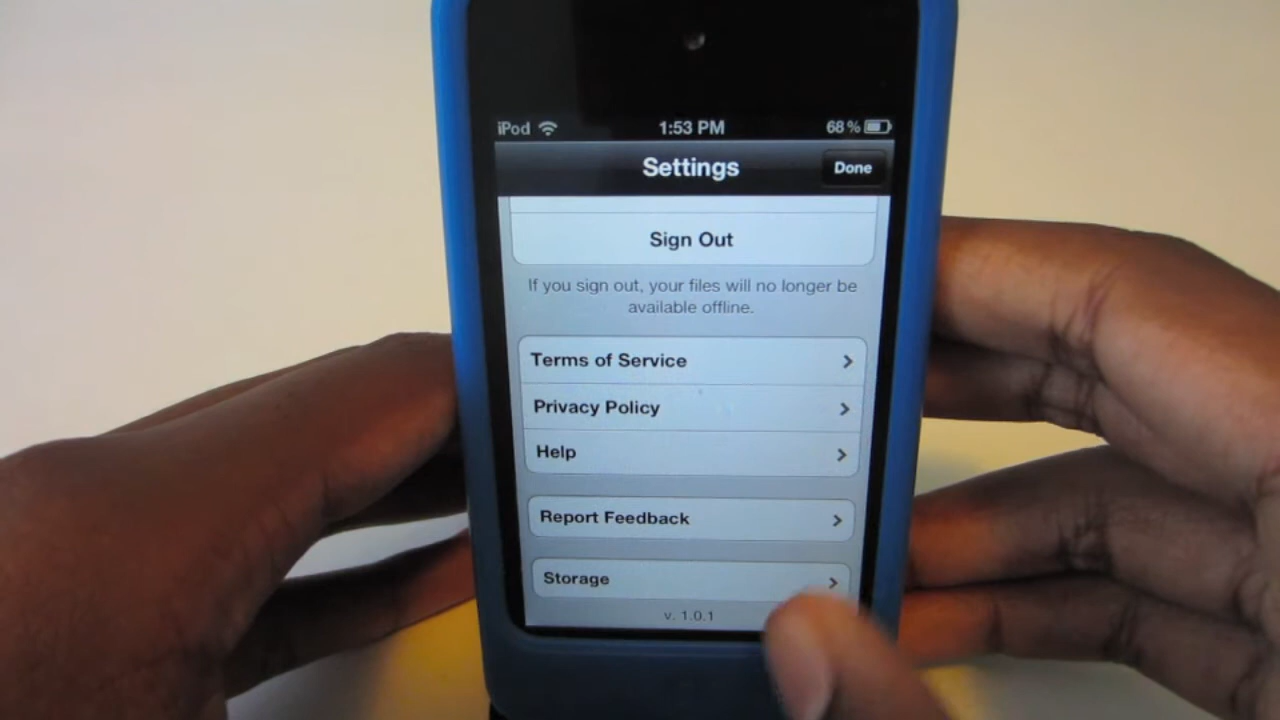 iPod 1:53 PM 68%
Settings Done
Sign Out
If you sign out, your files will no longer be
available offline.
Terms of Service
Privacy Policy
Help
Report Feedback
Storage
v. 1.0.1